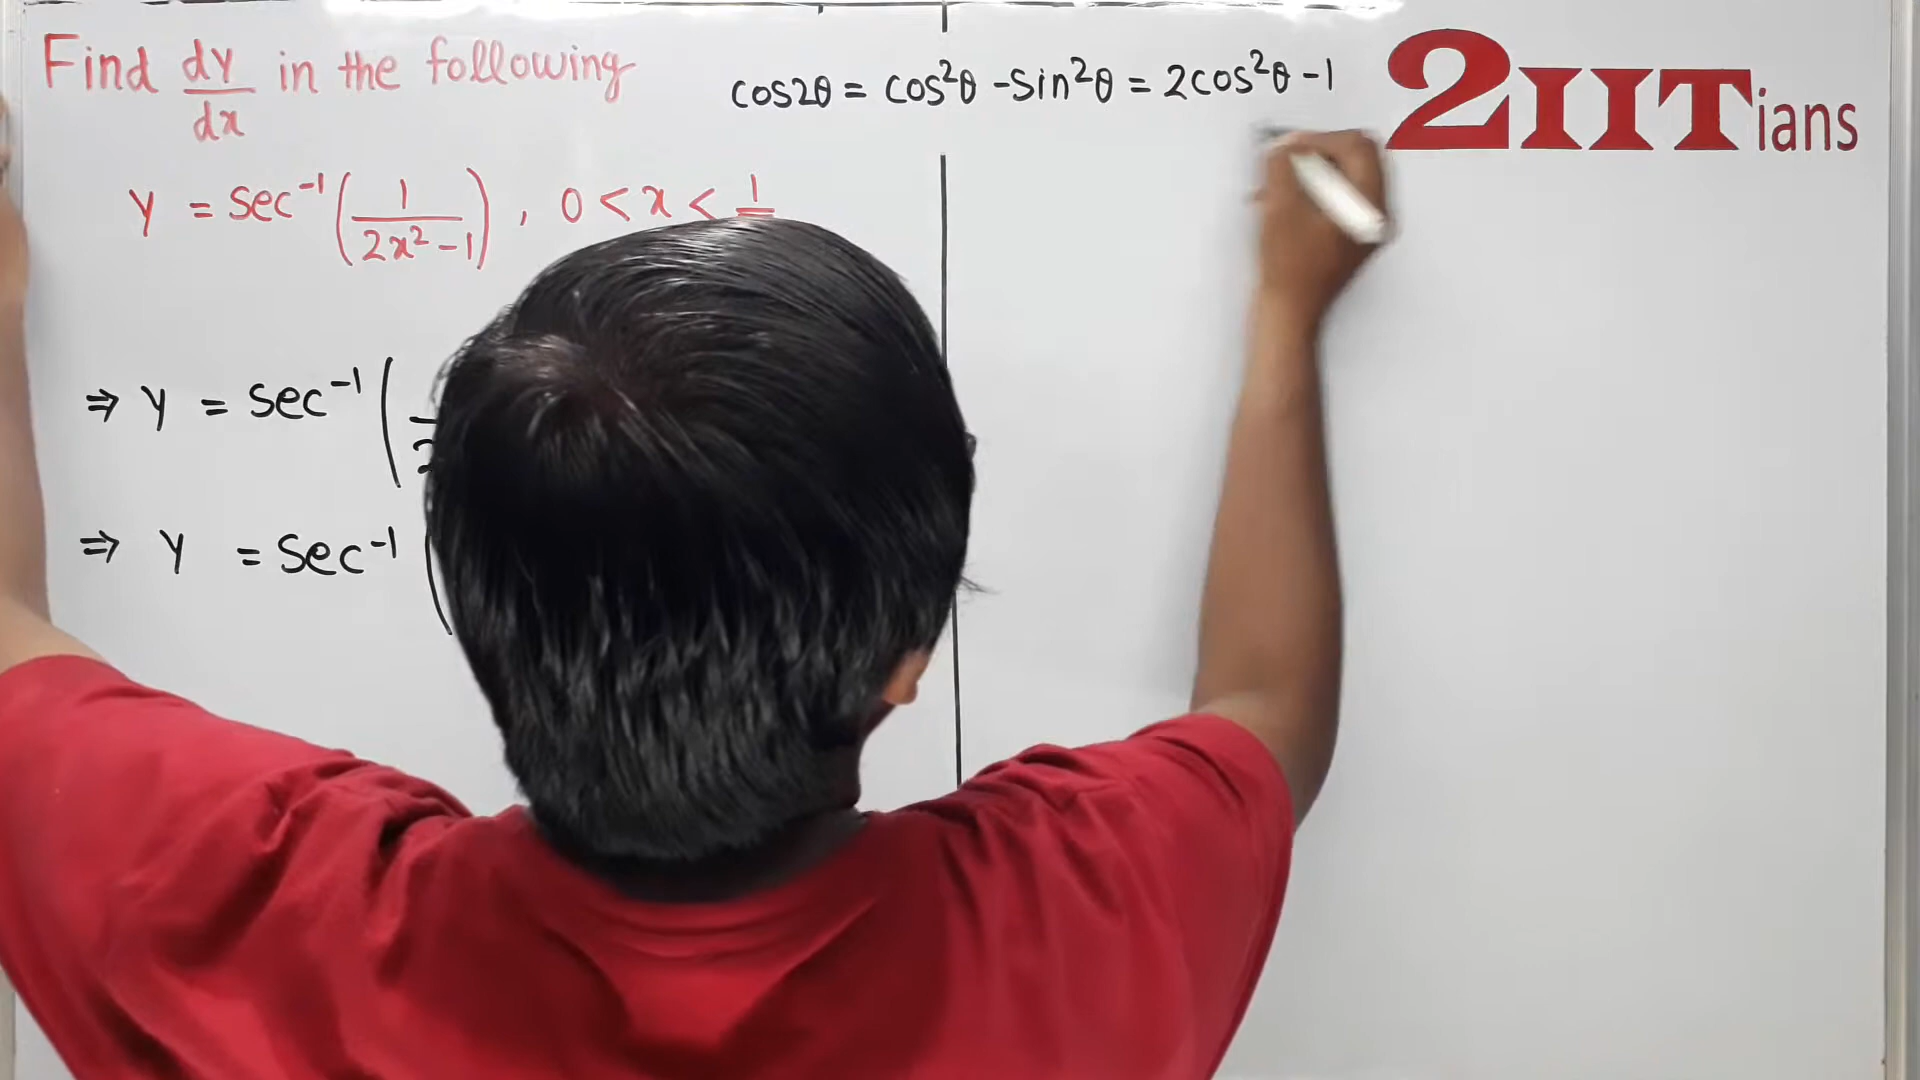 Find dy/dx in the following
cos2θ = cos²θ - sin²θ = 2cos²θ - 1
2IITians
y = sec⁻¹(1/(2x² - 1)), 0 < x < 1
⇒ y = sec⁻¹(
⇒ y = sec⁻¹(